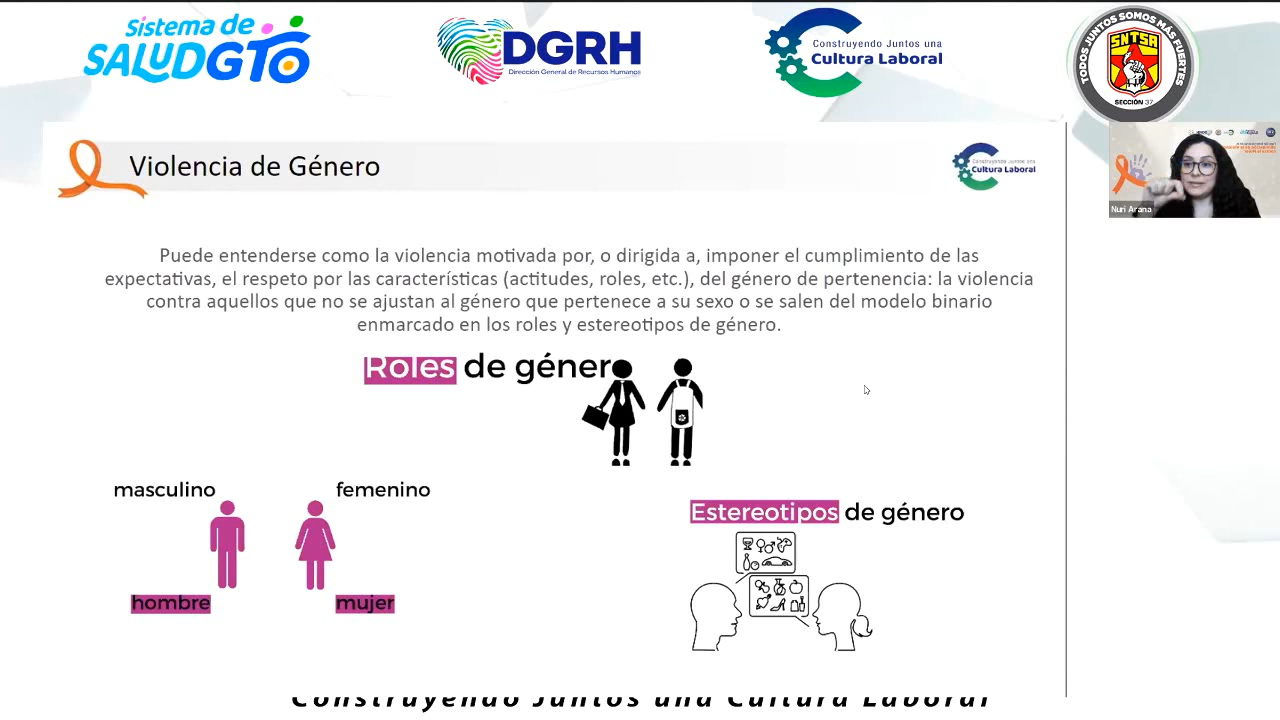 Sistema de
SALUDGTO
DGRH
Dirección General de Recursos Humanos
Construyendo Juntos una
Cultura Laboral
TODOS JUNTOS SOMOS MÁS FUERTES
SNTSA
SECCIÓN 37
Violencia de Género
Construyendo Juntos una
Cultura Laboral
Nuri Arana
Puede entenderse como la violencia motivada por, o dirigida a, imponer el cumplimiento de las
expectativas, el respeto por las características (actitudes, roles, etc.), del género de pertenencia: la violencia
contra aquellos que no se ajustan al género que pertenece a su sexo o se salen del modelo binario
enmarcado en los roles y estereotipos de género.
Roles de géner
masculino
femenino
hombre
mujer
Estereotipos de género
Construyendo Juntos una Cultura Laboral